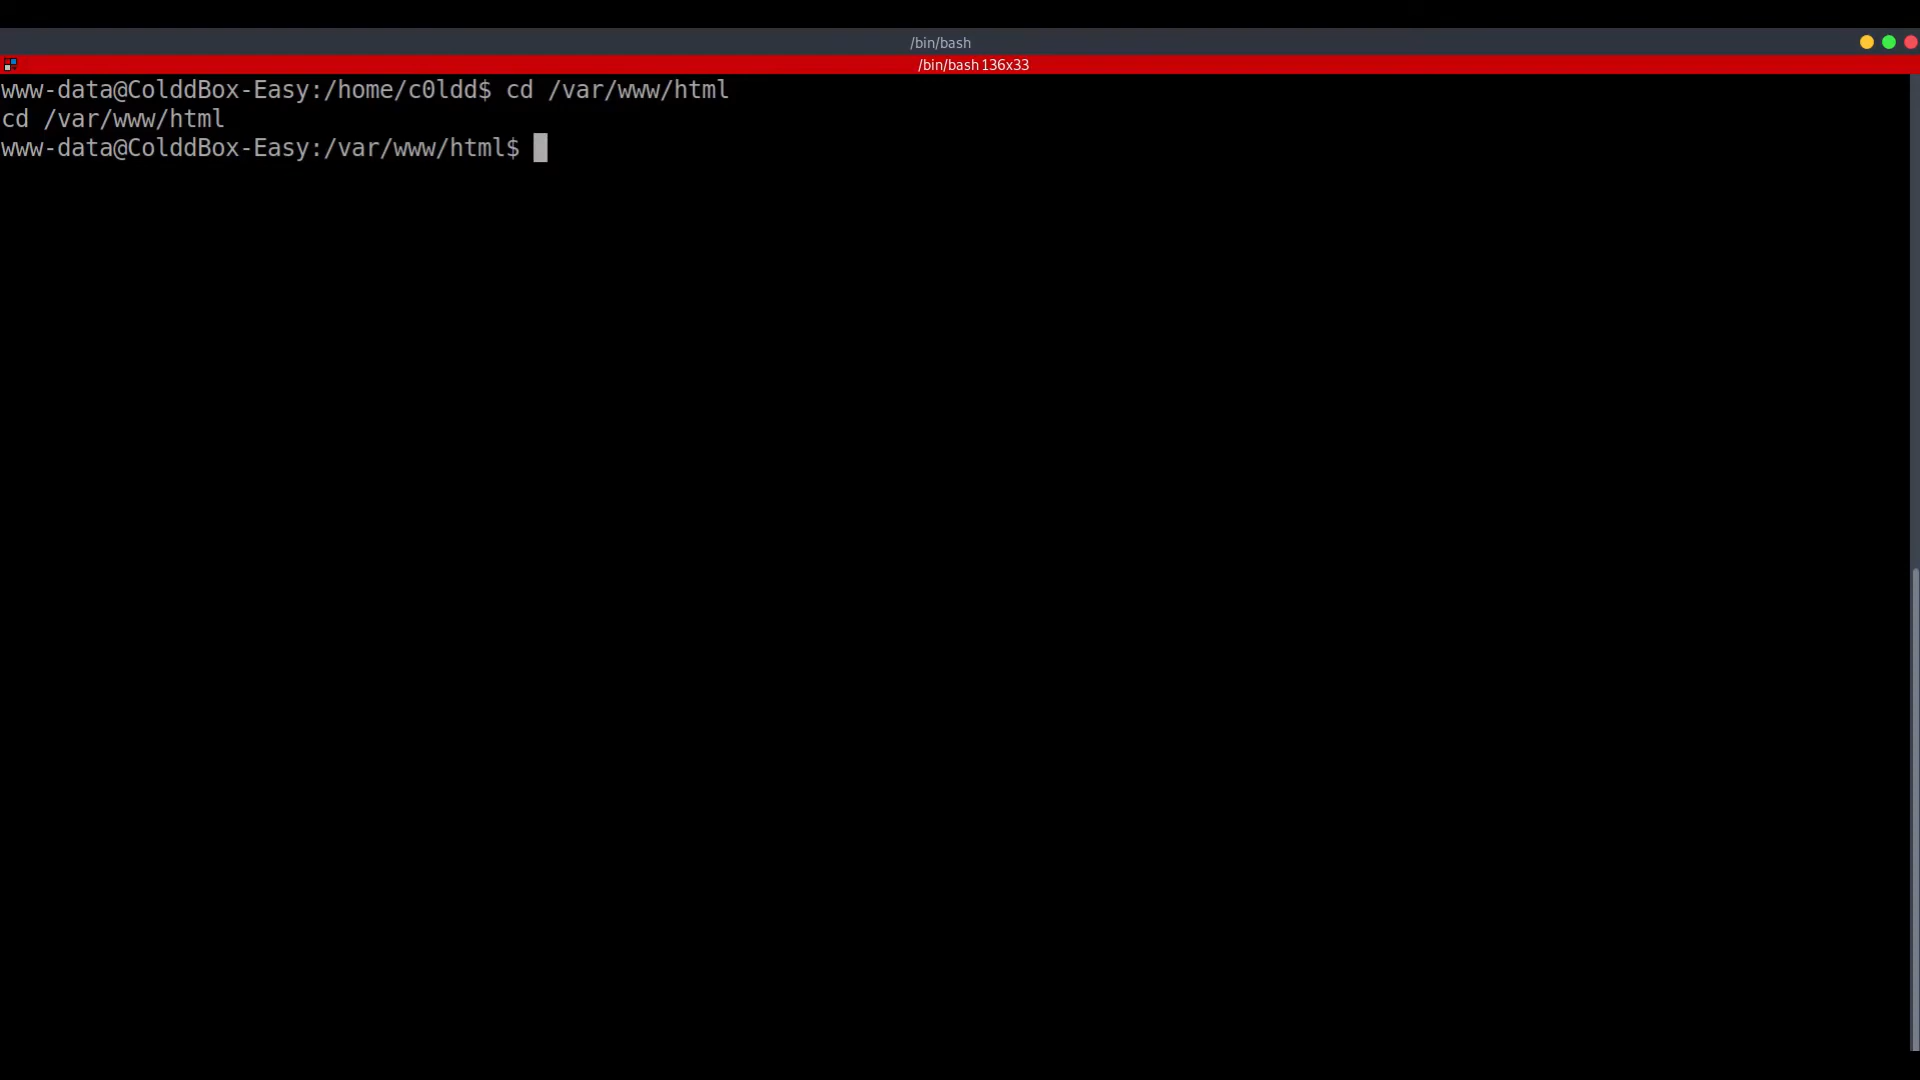 /bin/bash
/bin/bash 136x33
www-data@ColddBox-Easy:/home/c0ldd$ cd /var/www/html
cd /var/www/html
www-data@ColddBox-Easy:/var/www/html$